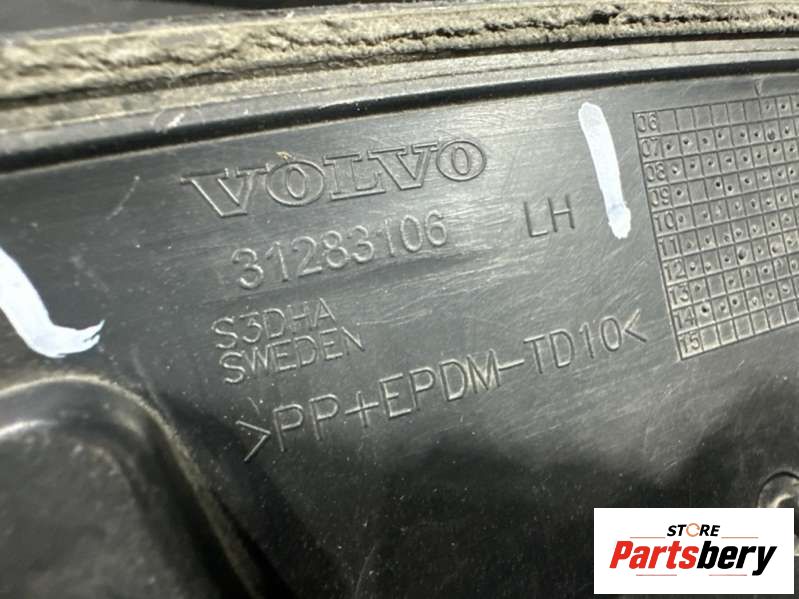 VOLVO
31283106 LH
S3DHA
SWEDEN
>PP+EPDM-TD10<
06
07
08
09
10
11
12
13
14
15
STORE
Partsbery